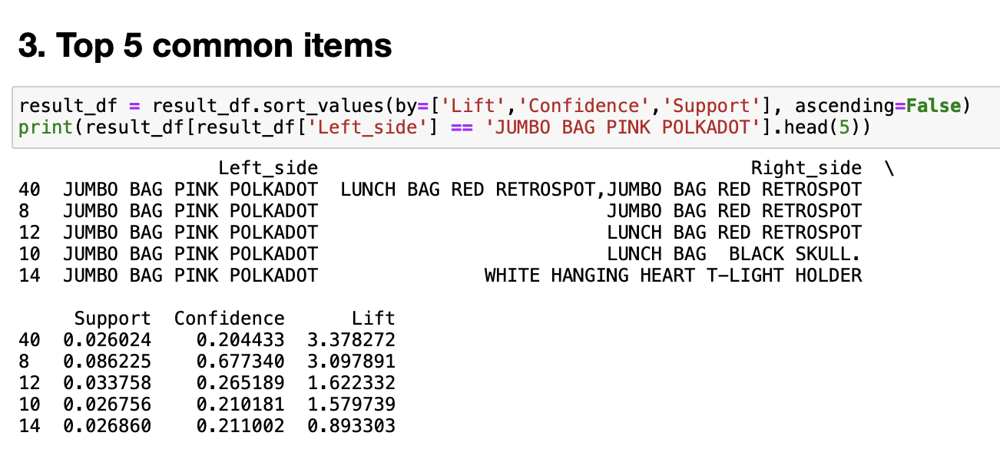 3. Top 5 common items
result_df = result_df.sort_values(by=['Lift','Confidence','Support'], ascending=False)
print(result_df[result_df['Left_side'] == 'JUMBO BAG PINK POLKADOT'].head(5))
Left_side Right_side \
40 JUMBO BAG PINK POLKADOT LUNCH BAG RED RETROSPOT,JUMBO BAG RED RETROSPOT
8 JUMBO BAG PINK POLKADOT JUMBO BAG RED RETROSPOT
12 JUMBO BAG PINK POLKADOT LUNCH BAG RED RETROSPOT
10 JUMBO BAG PINK POLKADOT LUNCH BAG  BLACK SKULL.
14 JUMBO BAG PINK POLKADOT WHITE HANGING HEART T-LIGHT HOLDER
Support Confidence Lift
40 0.026024 0.204433 3.378272
8 0.086225 0.677340 3.097891
12 0.033758 0.265189 1.622332
10 0.026756 0.210181 1.579739
14 0.026860 0.211002 0.893303